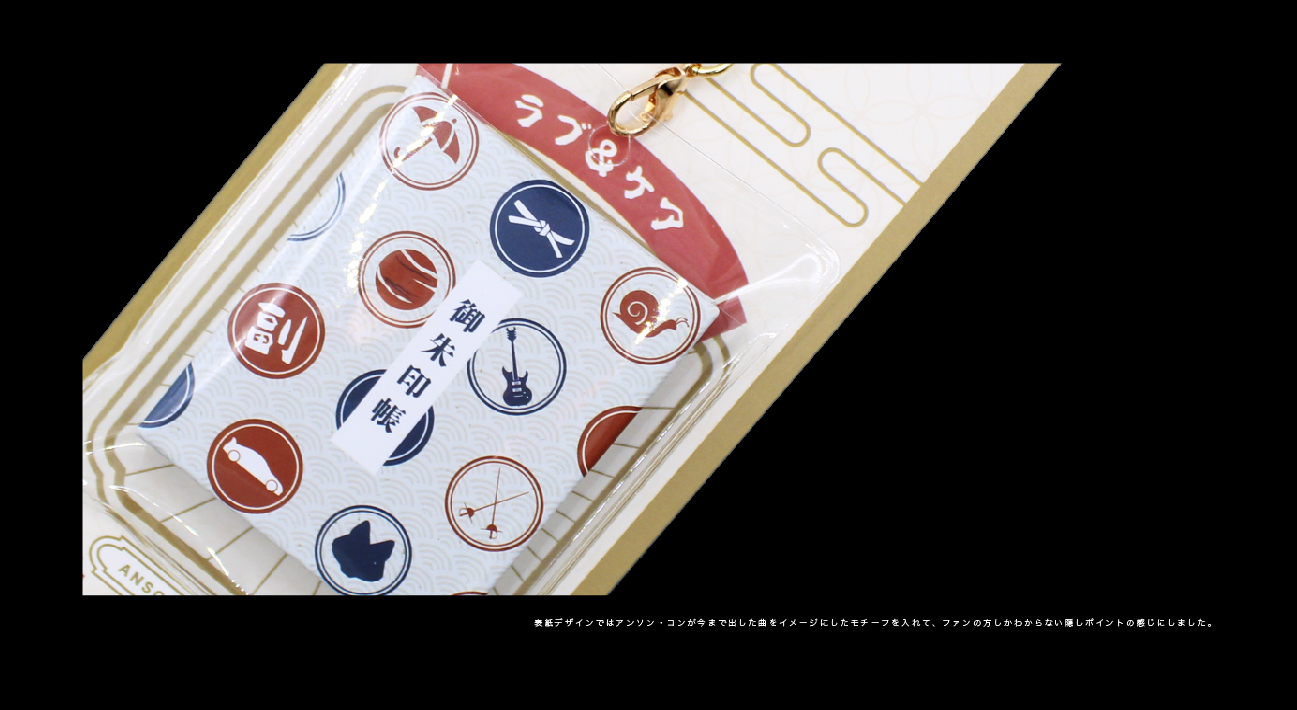 ラブ&ケア
副
御朱印帳
ANSO
表紙デザインではアンソン・コンが今まで出した曲をイメージにしたモチーフを入れて、ファンの方しかわからない隠しポイントの感じにしました。